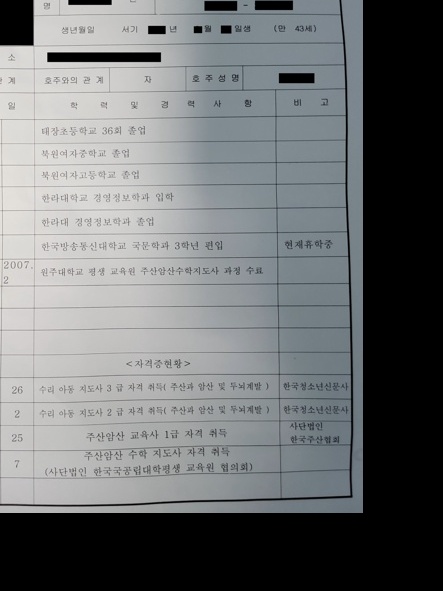 명
생년월일 서기 년 월 일생 (만 43세)
소
계 호주와의 관계 자 호주성명
일 학 력 및 경 력 사 항 비 고
태장초등학교 36회 졸업
북원여자중학교 졸업
북원여자고등학교 졸업
한라대학교 경영정보학과 입학
한라대 경영정보학과 졸업
한국방송통신대학교 국문학과 3학년 편입 현재휴학중
2007.
2
원주대학교 평생 교육원 주산암산수학지도사 과정 수료
<자격증현황>
26 수리 아동 지도사 3 급 자격 취득( 주산과 암산 및 두뇌계발 ) 한국청소년신문사
2 수리 아동 지도사 2 급 자격 취득( 주산과 암산 및 두뇌계발 ) 한국청소년신문사
25 주산암산 교육사 1급 자격 취득 사단법인
한국주산협회
7 주산암산 수학 지도사 자격 취득
(사단법인 한국국공립대학평생 교육원 협의회)